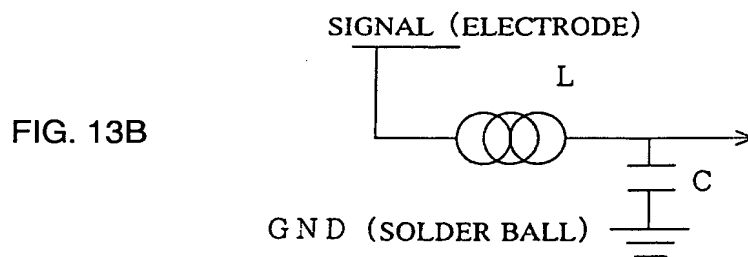 SIGNAL (ELECTRODE)
L
FIG. 13B
C
GND (SOLDER BALL)